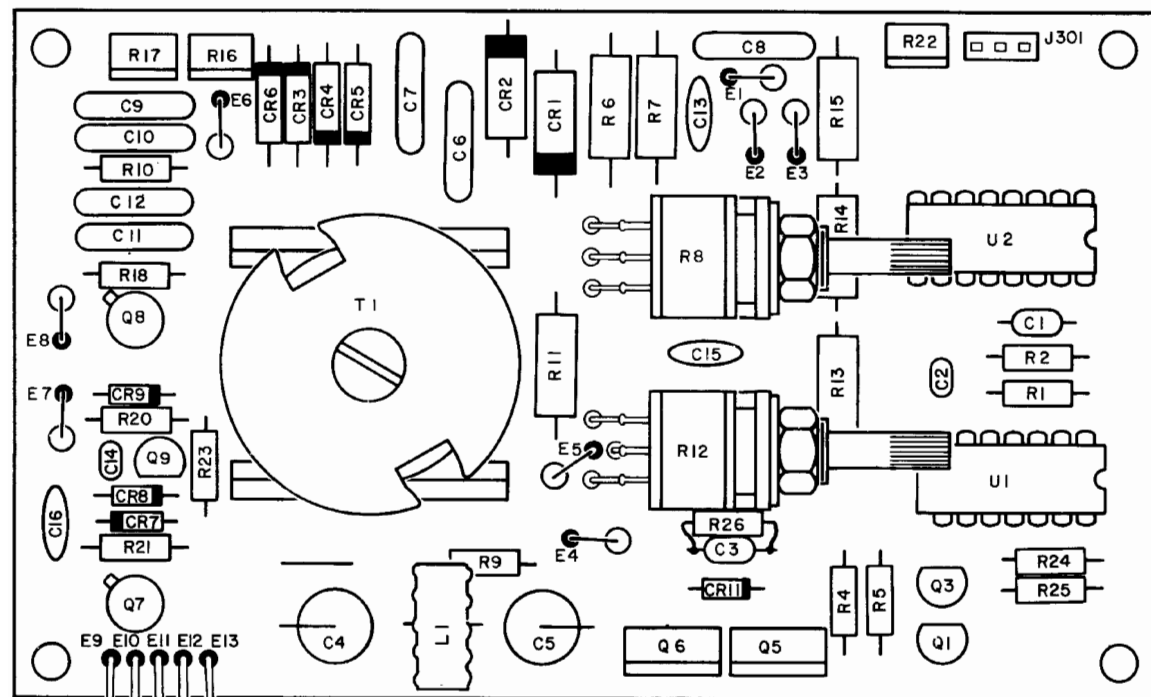 R17
R16
C8
R22
J301
E6
CR6
CR3
CR4
CR5
C7
CR2
CR1
R6
R7
C13
E1
R15
C9
C10
R10
C6
E2
E3
C12
C11
R18
R8
R14
U2
Q8
T1
C1
E8
R11
C15
R13
C2
R2
E7
CR9
R1
R20
C14
Q9
R23
E5
R12
CR8
U1
C16
CR7
R26
R21
E4
C3
R9
R24
CR11
R4
R5
Q3
R25
Q7
E9 E10 E11 E12 E13
C4
L1
C5
Q6
Q5
Q1